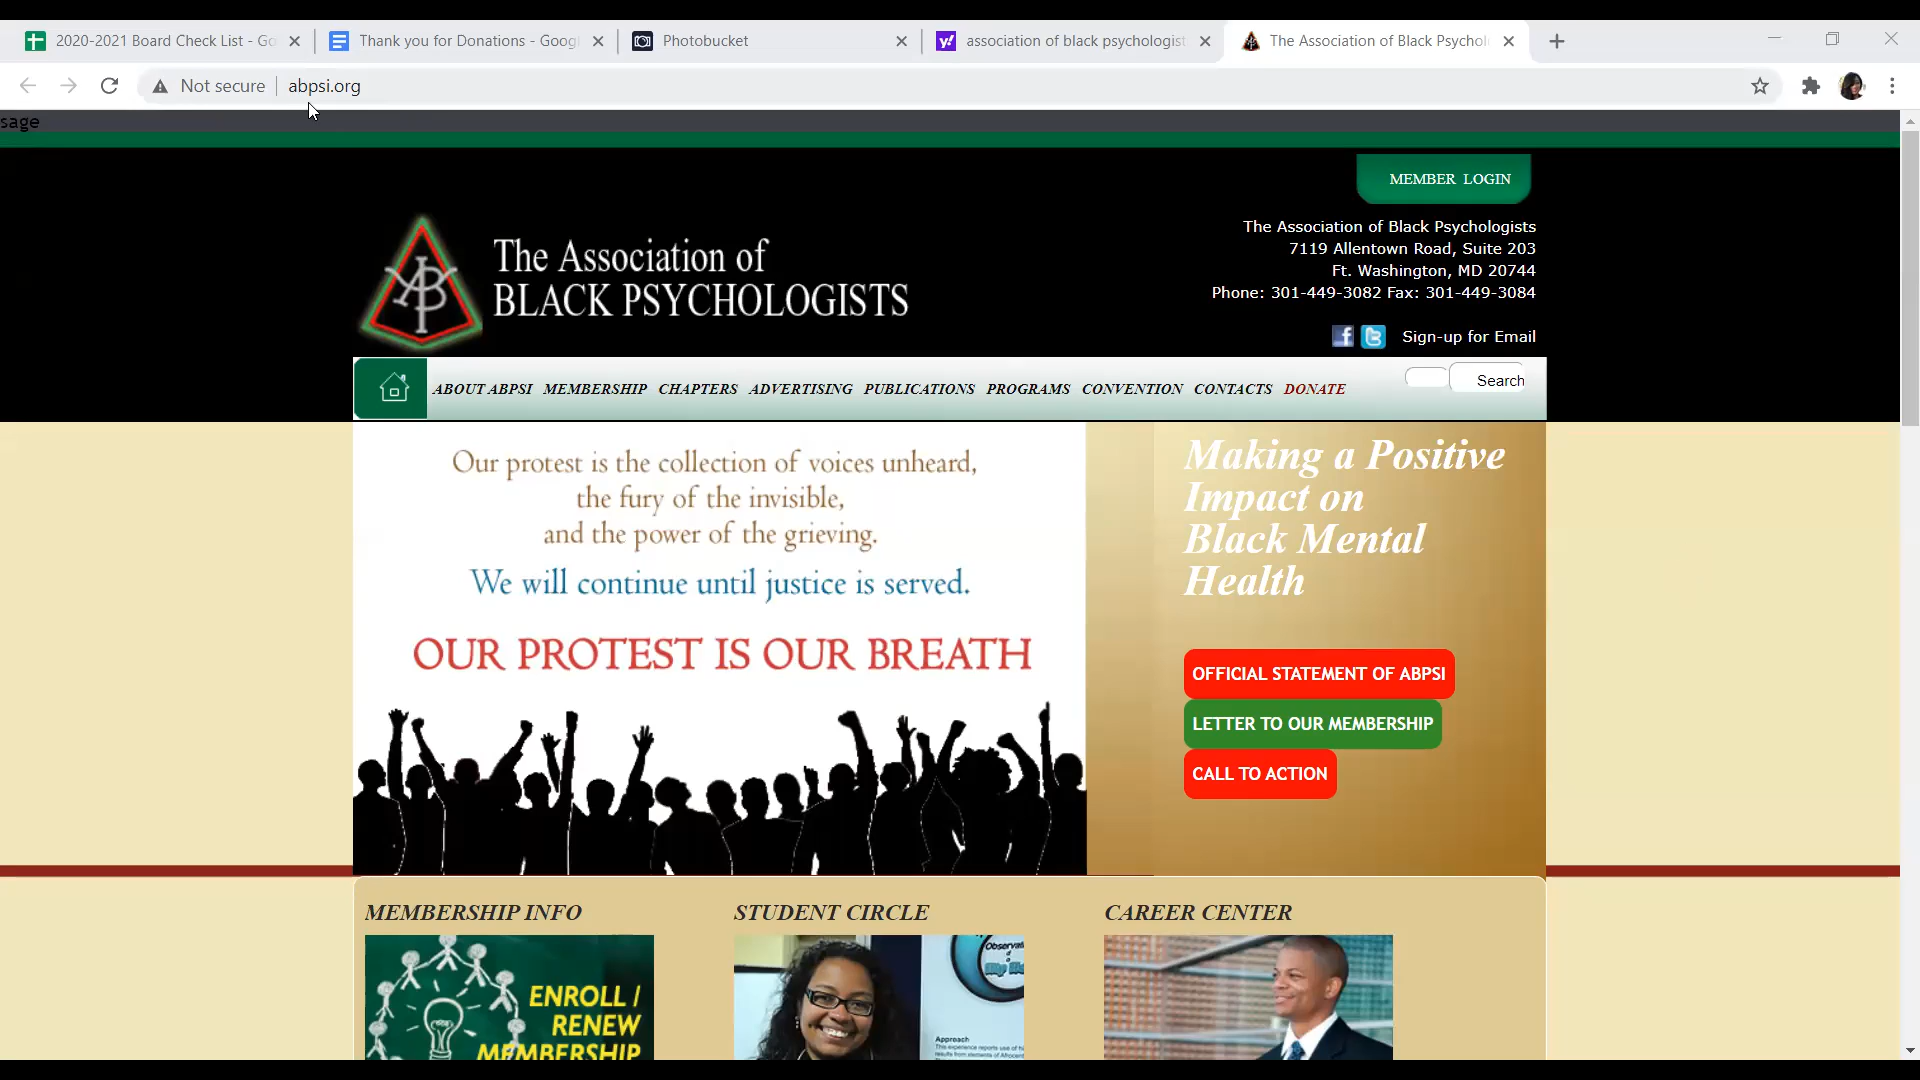 2020-2021 Board Check List - Go
Thank you for Donations - Googl
Photobucket
association of black psychologist
The Association of Black Psychol
Not secure
abpsi.org
sage
MEMBER LOGIN
The Association of
BLACK PSYCHOLOGISTS
The Association of Black Psychologists
7119 Allentown Road, Suite 203
Ft. Washington, MD 20744
Phone: 301-449-3082 Fax: 301-449-3084
Sign-up for Email
ABOUT ABPSI MEMBERSHIP CHAPTERS ADVERTISING PUBLICATIONS PROGRAMS CONVENTION CONTACTS DONATE
Search
Our protest is the collection of voices unheard,
the fury of the invisible,
and the power of the grieving.
We will continue until justice is served.
OUR PROTEST IS OUR BREATH
Making a Positive
Impact on
Black Mental
Health
OFFICIAL STATEMENT OF ABPSI
LETTER TO OUR MEMBERSHIP
CALL TO ACTION
MEMBERSHIP INFO
ENROLL /
RENEW
MEMBERSHIP
STUDENT CIRCLE
Approach
CAREER CENTER